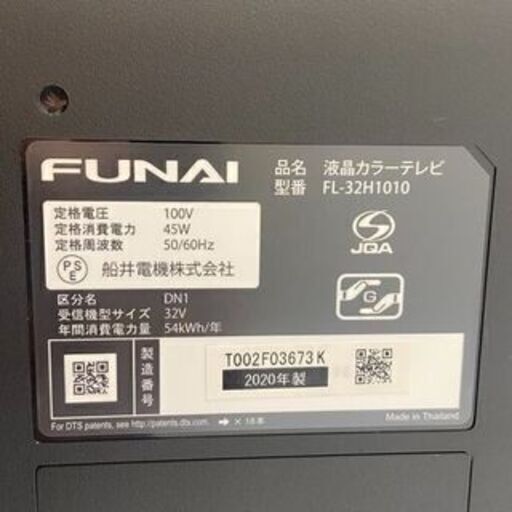 FUNAI
品名 液晶カラーテレビ
型番 FL-32H1010
定格電圧 100V
定格消費電力 45W
定格周波数 50/60Hz
PSE 船井電機株式会社
JQA
G
区分名 DN1
受信機型サイズ 32V
年間消費電力量 54kWh/年
製造番号
T002F03673K
2020年製
For DTS patents, see http://patents.dts.com. → × 18本
Made in Thailand